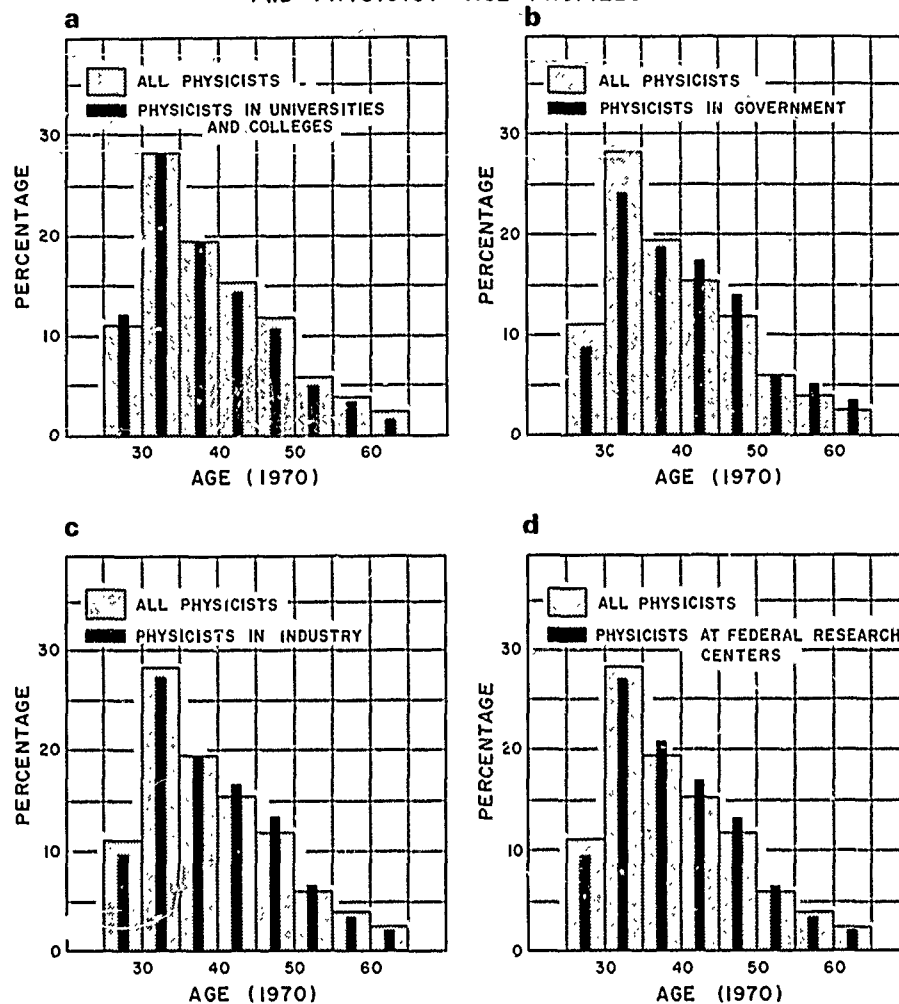 a
ALL PHYSICISTS
PHYSICISTS IN UNIVERSITIES
AND COLLEGES
PERCENTAGE
30
20
10
0
30 40 50 60
AGE (1970)
b
ALL PHYSICISTS
PHYSICISTS IN GOVERNMENT
PERCENTAGE
30
20
10
0
30 40 50 60
AGE (1970)
c
ALL PHYSICISTS
PHYSICISTS IN INDUSTRY
PERCENTAGE
30
20
10
0
30 40 50 60
AGE (1970)
d
ALL PHYSICISTS
PHYSICISTS AT FEDERAL RESEARCH
CENTERS
PERCENTAGE
30
20
10
0
30 40 50 60
AGE (1970)